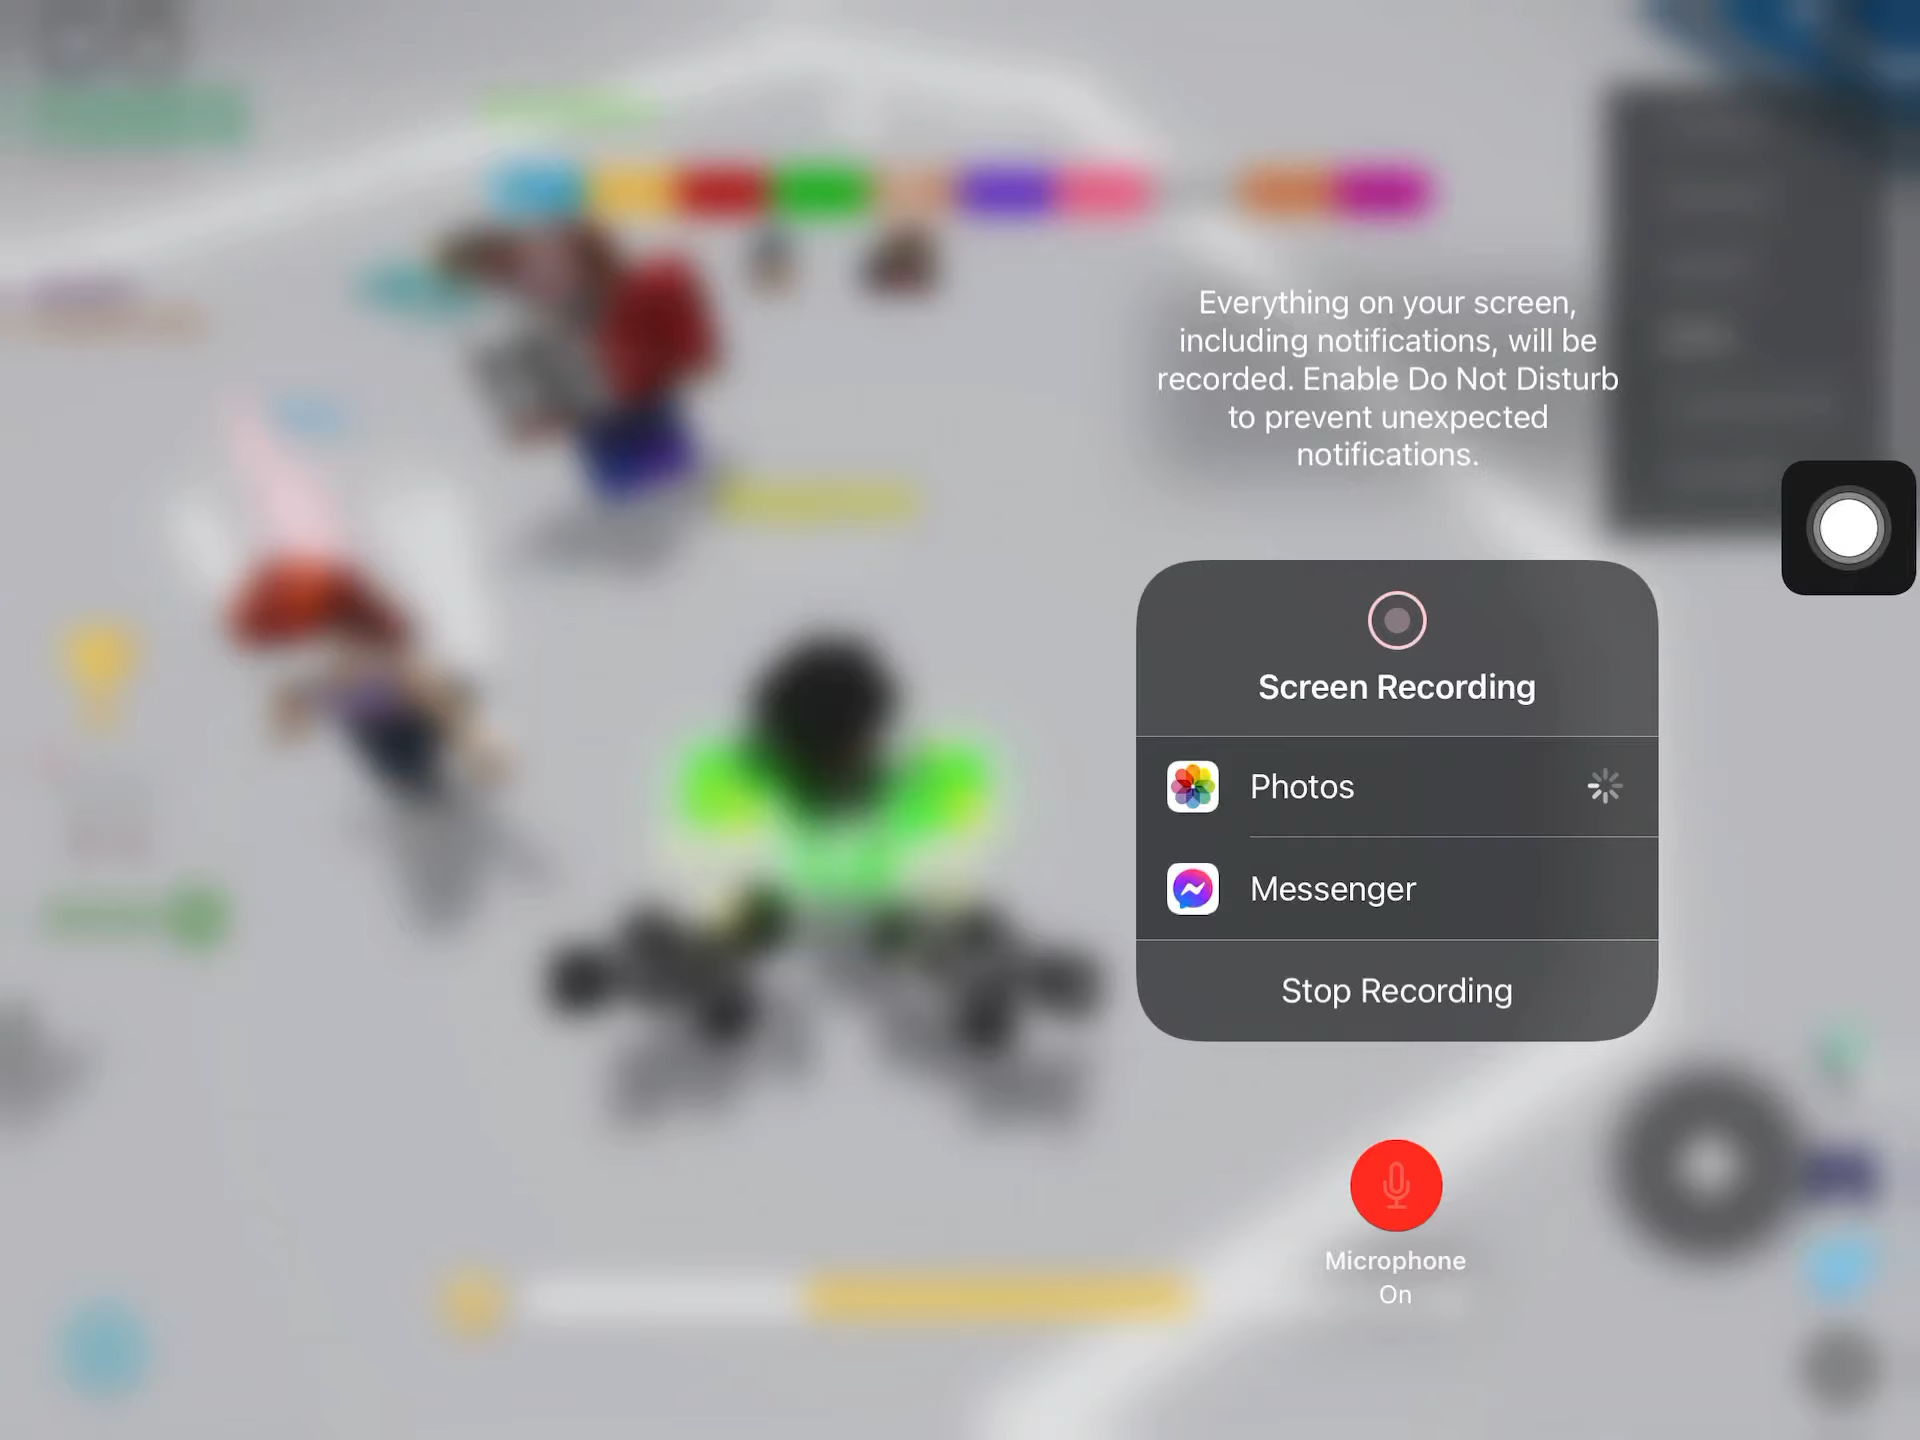 Everything on your screen,
including notifications, will be
recorded. Enable Do Not Disturb
to prevent unexpected
notifications.
Screen Recording
Photos
Messenger
Stop Recording
Microphone
On